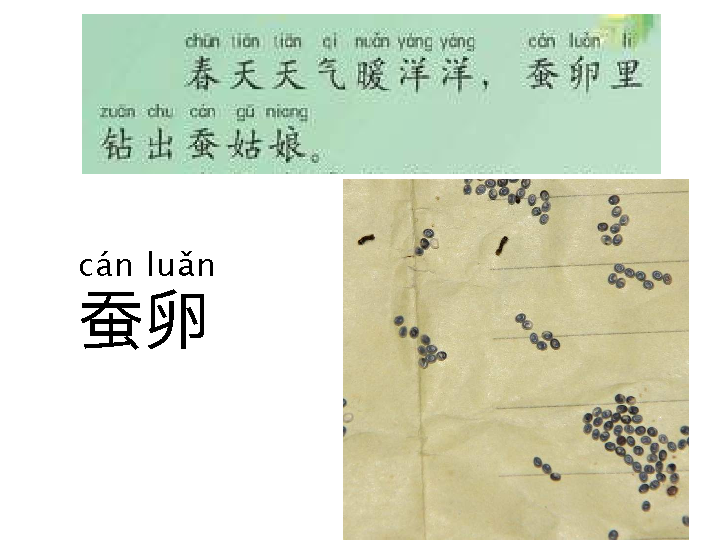 chūn tiān tiān qì nuǎn yáng yáng cán luǎn lǐ
春天天气暖洋洋，蚕卵里
zuān chū cán gū niang
钻出蚕姑娘。
cán luǎn
蚕卵